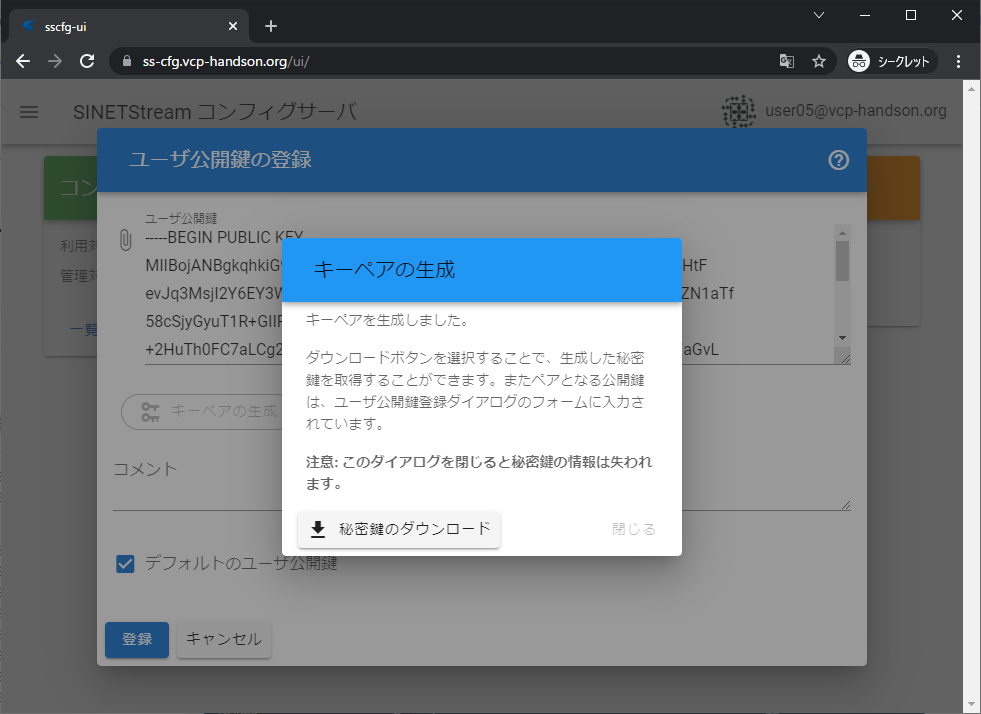 sscfg-ui
ss-cfg.vcp-handson.org/ui/
シークレット
SINETStream コンフィグサーバ
user05@vcp-handson.org
ユーザ公開鍵の登録
コン
利用対
管理対
一覧
ユーザ公開鍵
-----BEGIN PUBLIC KEY
MIIBojANBgkqhkiG HtF
evJq3MsjI2Y6EY3 ZN1aTf
58cSjyGyuT1R+GIIF
+2HuTh0FC7aLCg2 aGvL
キーペアの生成
キーペアの生成
キーペアを生成しました。
ダウンロードボタンを選択することで、生成した秘密
鍵を取得することができます。またペアとなる公開鍵
は、ユーザ公開鍵登録ダイアログのフォームに入力さ
れています。
注意: このダイアログを閉じると秘密鍵の情報は失われ
ます。
秘密鍵のダウンロード
閉じる
コメント
デフォルトのユーザ公開鍵
登録
キャンセル